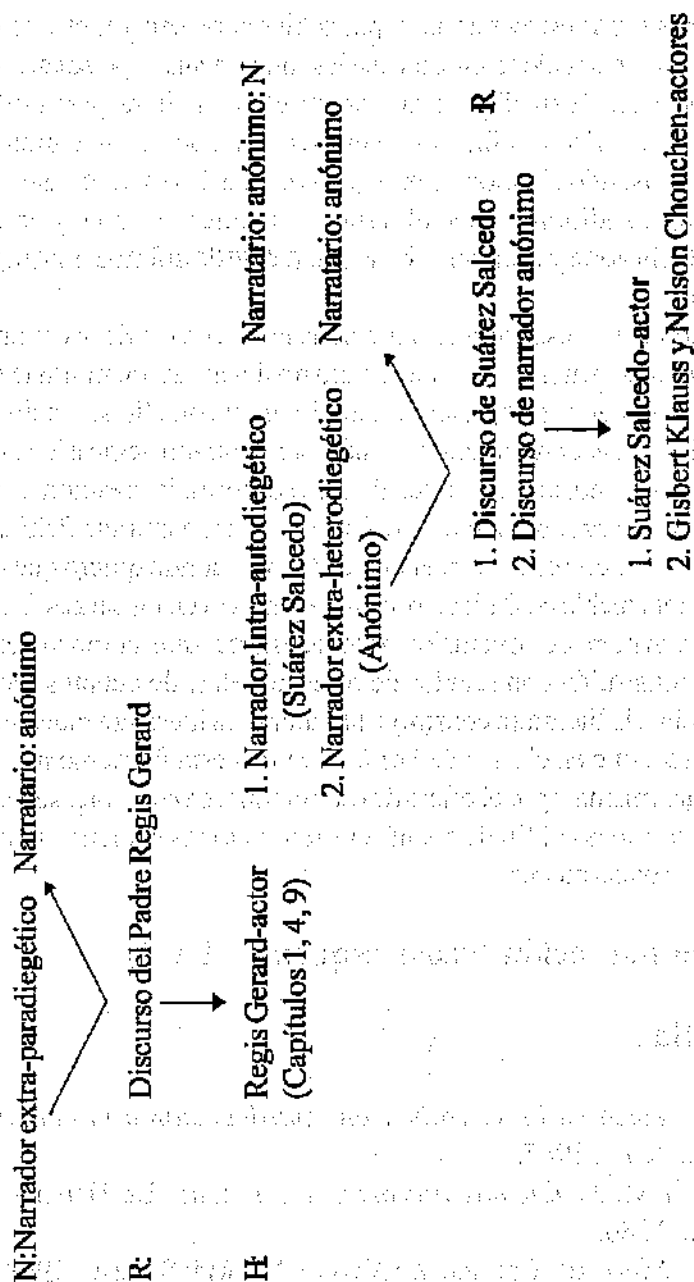 N:Narrador extra-paradiegético Narratario: anónimo
R: Discurso del Padre Regis Gerard
H: Regis Gerard-actor
(Capítulos 1, 4, 9)
1. Narrador Intra-autodiegético Narratario: anónimo: N
(Suárez Salcedo)
2. Narrador extra-heterodiegético Narratario: anónimo
(Anónimo)
1. Discurso de Suárez Salcedo R
2. Discurso de narrador anónimo
1. Suárez Salcedo-actor
2. Gisbert Klauss y Nelson Chouchen-actores